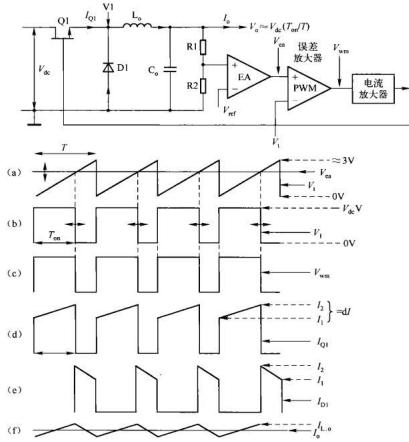 Q1 I_Q1 V1 L_o I_o V_o≈V_dc(T_on/T)
V_dc D1 C_o R1 R2 V_ref V_ea EA 误差放大器 PWM V_wm 电流放大器
V_t
(a) T ≈3V
V_ea
V_t
0V
(b) T_on V_dc V
V_1
0V
(c) V_wm
(d) I_2
I_1 } =dI
I_Q1
(e) I_2
I_1
I_D1
(f) I_L.o
I_o